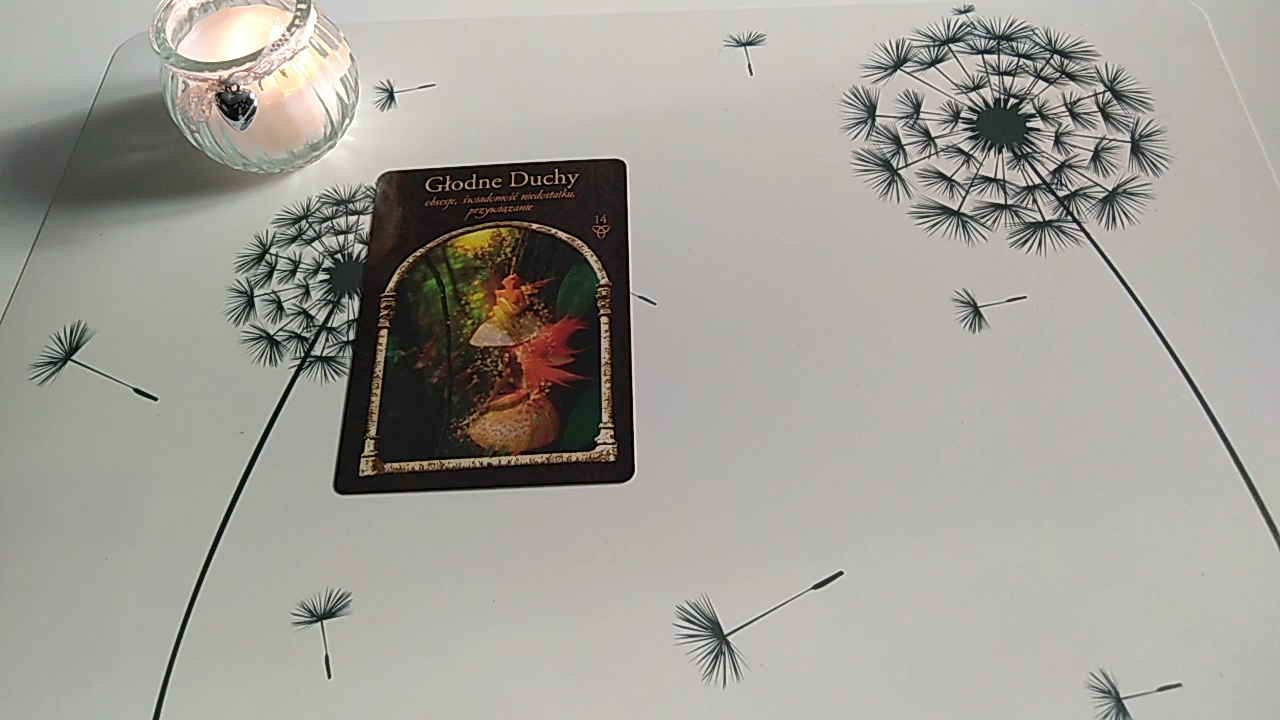 Głodne Duchy
obsesje, świadomość niedostatku,
przywiązanie
14